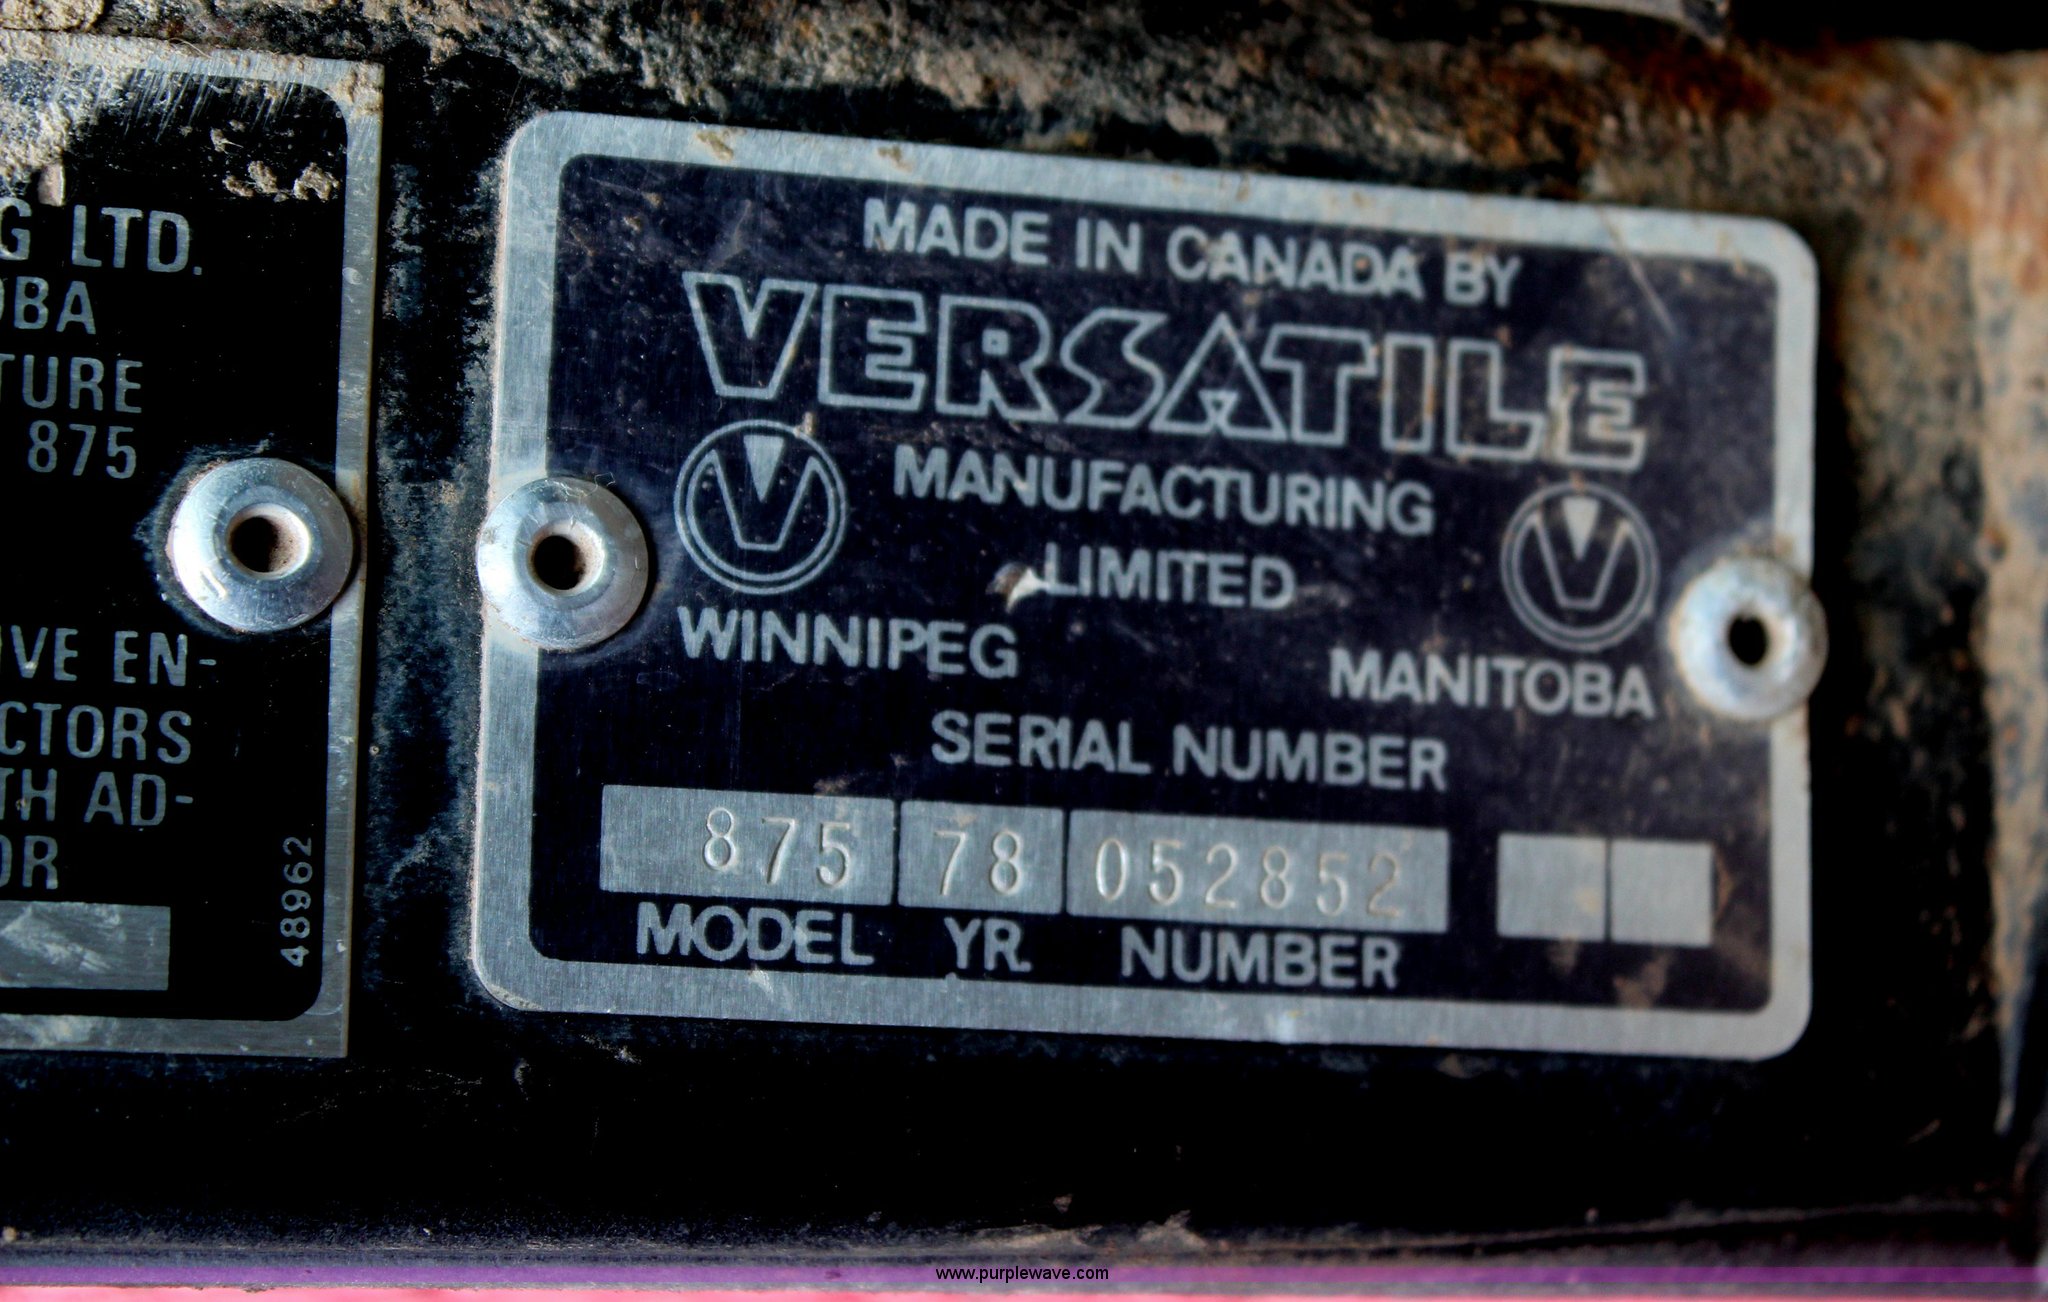 G LTD.
OBA
TURE
875
IVE EN-
CTORS
TH AD-
OR
48962
MADE IN CANADA BY
VERSATILE
MANUFACTURING
LIMITED
WINNIPEG MANITOBA
SERIAL NUMBER
875 78 052852
MODEL YR. NUMBER
www.purplewave.com